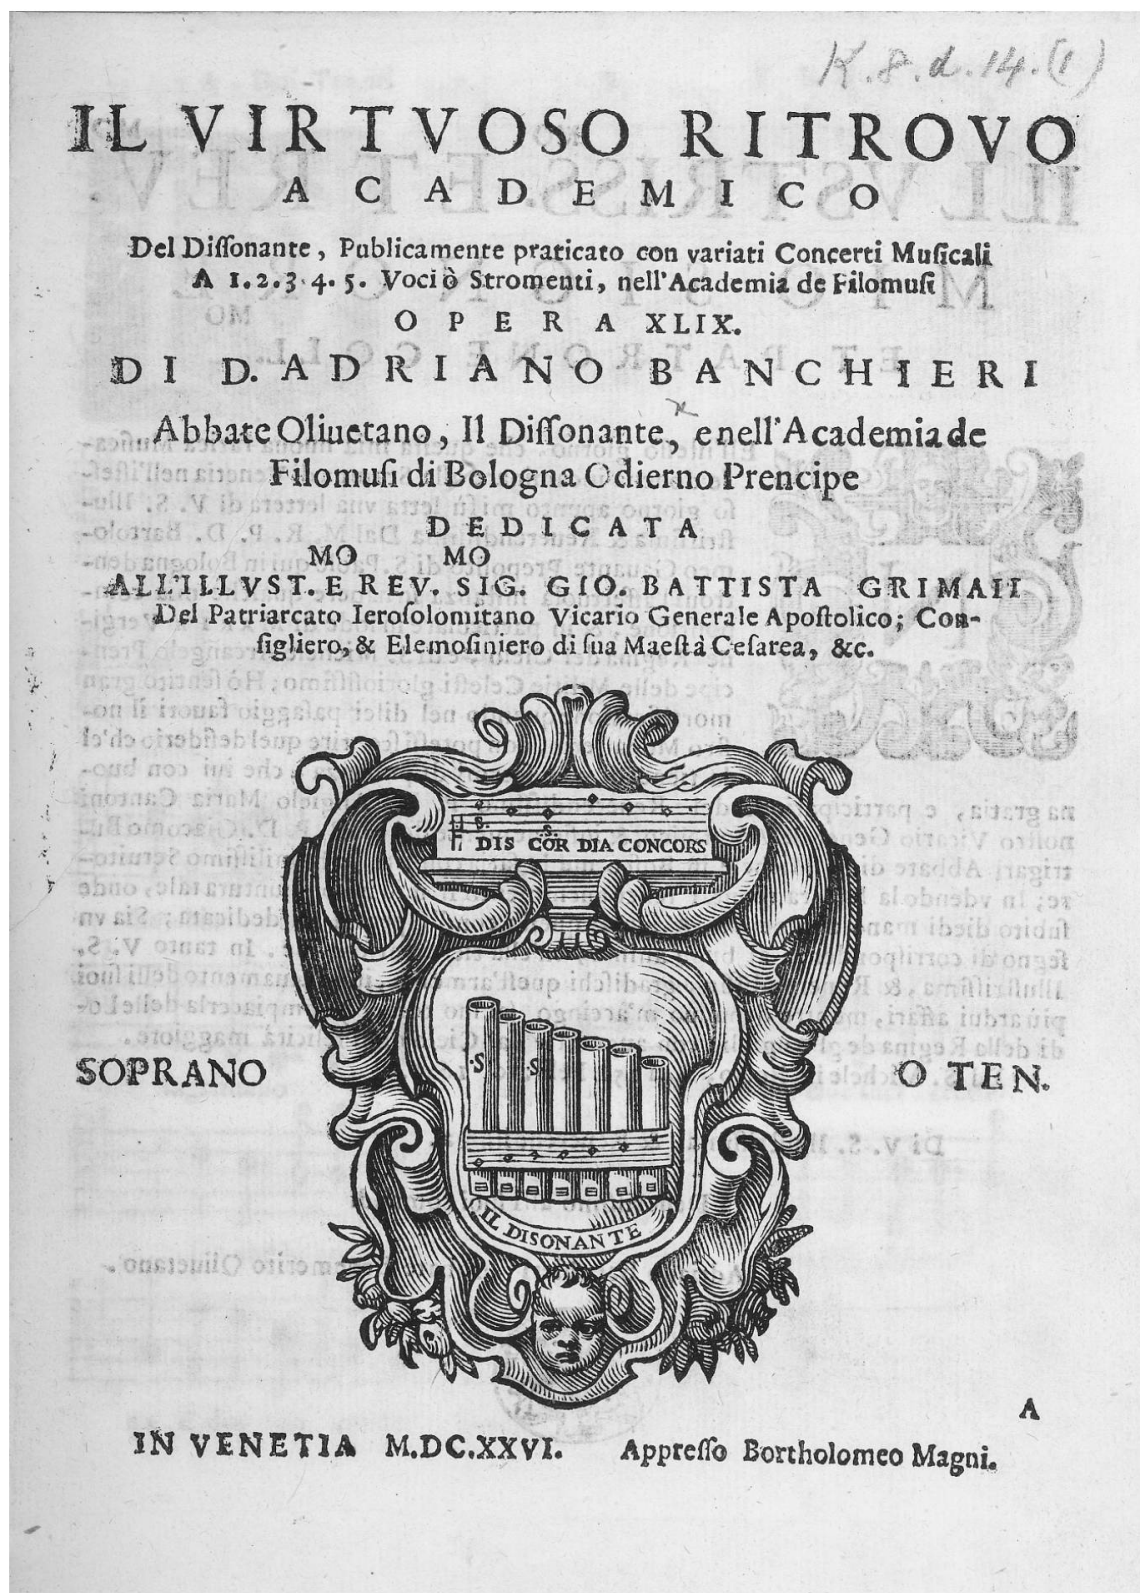 K.8.d.14.(1)
IL VIRTVOSO RITROVO
ACADEMICO
Del Diſſonante, Publicamente praticato con variati Concerti Muſicali
A 1. 2. 3. 4. 5. Voci ò Stromenti, nell'Academia de Filomuſi
OPERA XLIX.
DI D. ADRIANO BANCHIERI
Abbate Oliuetano, Il Diſſonante, e nell'Academia de
Filomuſi di Bologna Odierno Prencipe
DEDICATA
MO MO
ALL'ILLVST. E REV. SIG. GIO. BATTISTA GRIMAII
Del Patriarcato Ieroſolomitano Vicario Generale Apoſtolico; Con-
ſigliero, & Elemoſiniero di ſua Maeſtà Ceſarea, &c.
DIS COR DIA CONCORS
S S
SOPRANO O TEN.
IL DISONANTE
A
IN VENETIA M.DC.XXVI. Appreſſo Bortholomeo Magni.